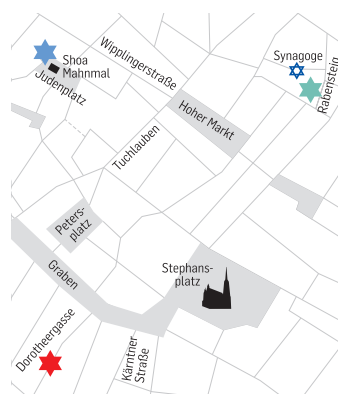 Shoa
Mahnmal
Judenplatz
Wipplingerstraße
Synagoge
Rabenstein
Hoher Markt
Tuchlauben
Peters-
platz
Stephans-
platz
Graben
Dorotheergasse
Kärntner
Straße